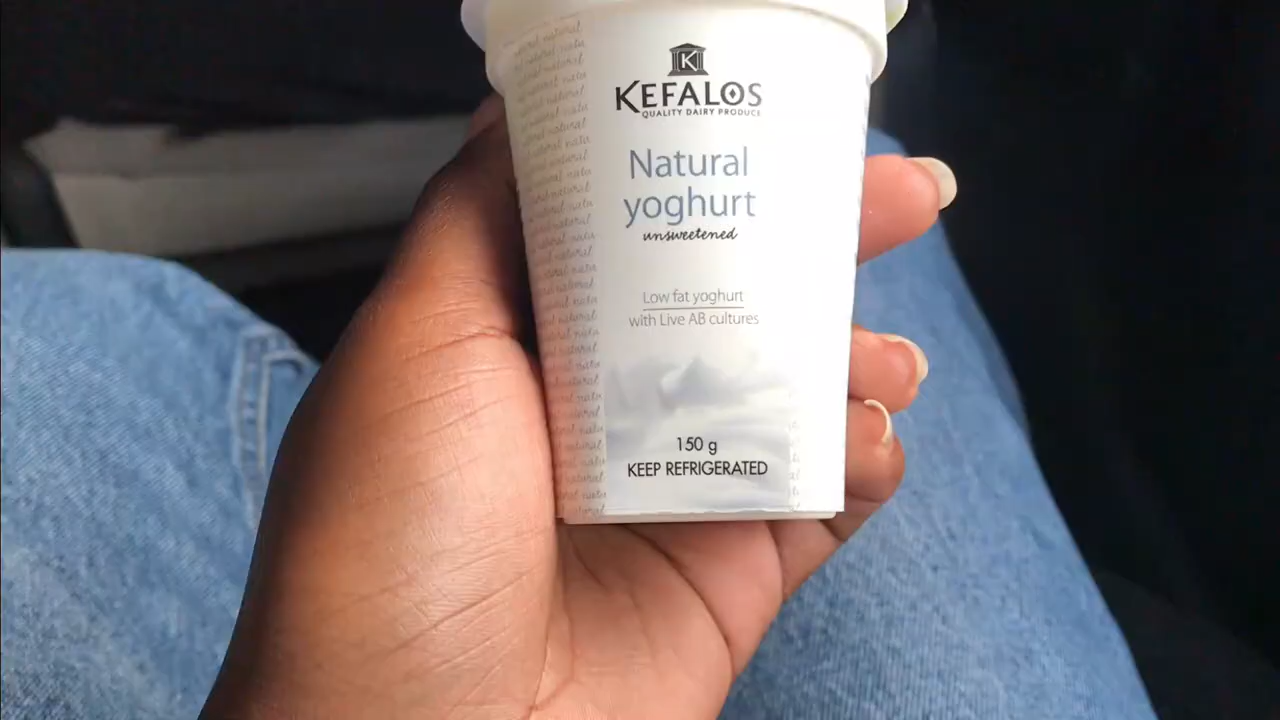 K
KEFALOS
QUALITY DAIRY PRODUCE
Natural
yoghurt
unsweetened
Low fat yoghurt
with Live AB cultures
150 g
KEEP REFRIGERATED